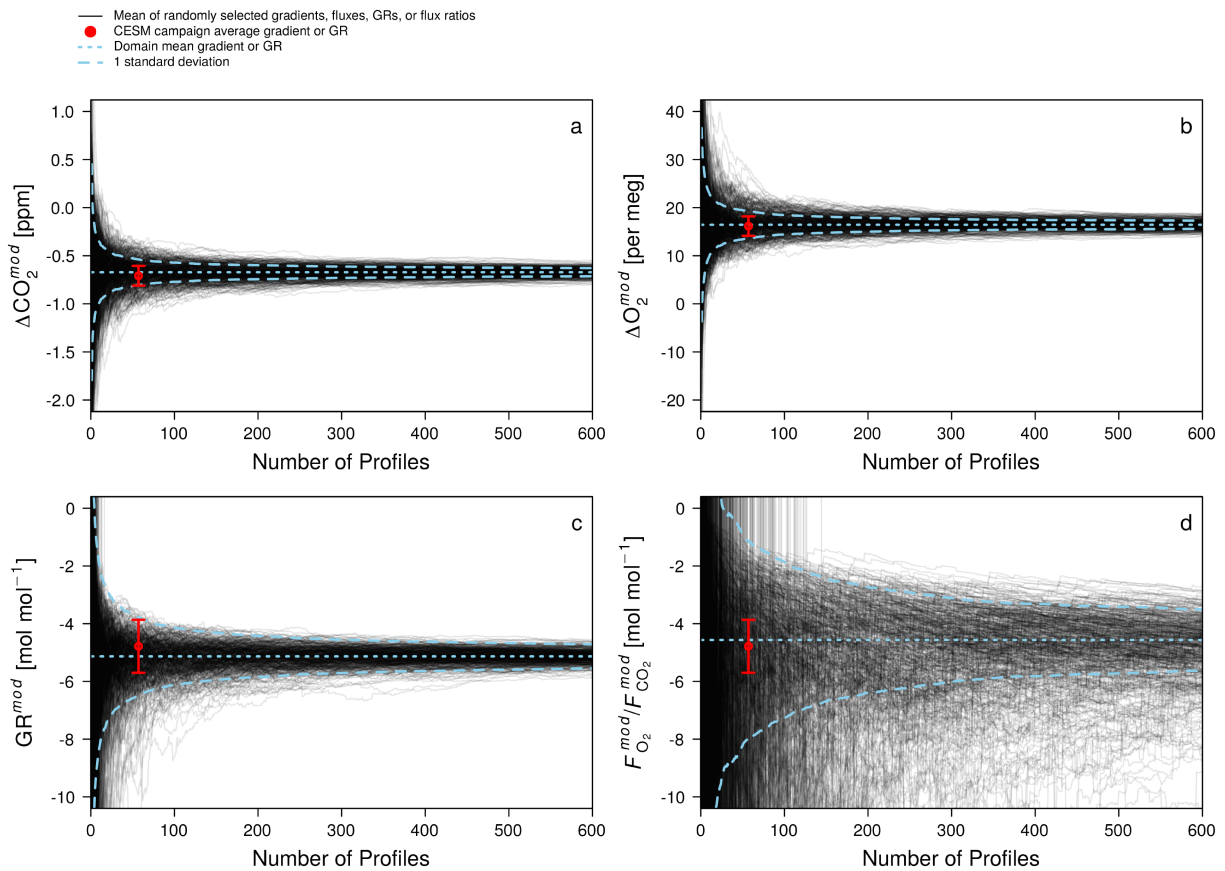 Mean of randomly selected gradients, fluxes, GRs, or flux ratios
CESM campaign average gradient or GR
Domain mean gradient or GR
1 standard deviation
a
ΔCO₂ᵐᵒᵈ [ppm]
1.0
0.5
0.0
-0.5
-1.0
-1.5
-2.0
0 100 200 300 400 500 600
Number of Profiles
b
ΔO₂ᵐᵒᵈ [per meg]
40
30
20
10
0
-10
-20
0 100 200 300 400 500 600
Number of Profiles
c
GRᵐᵒᵈ [mol mol⁻¹]
0
-2
-4
-6
-8
-10
0 100 200 300 400 500 600
Number of Profiles
d
F_O₂ᵐᵒᵈ/F_CO₂ᵐᵒᵈ [mol mol⁻¹]
0
-2
-4
-6
-8
-10
0 100 200 300 400 500 600
Number of Profiles